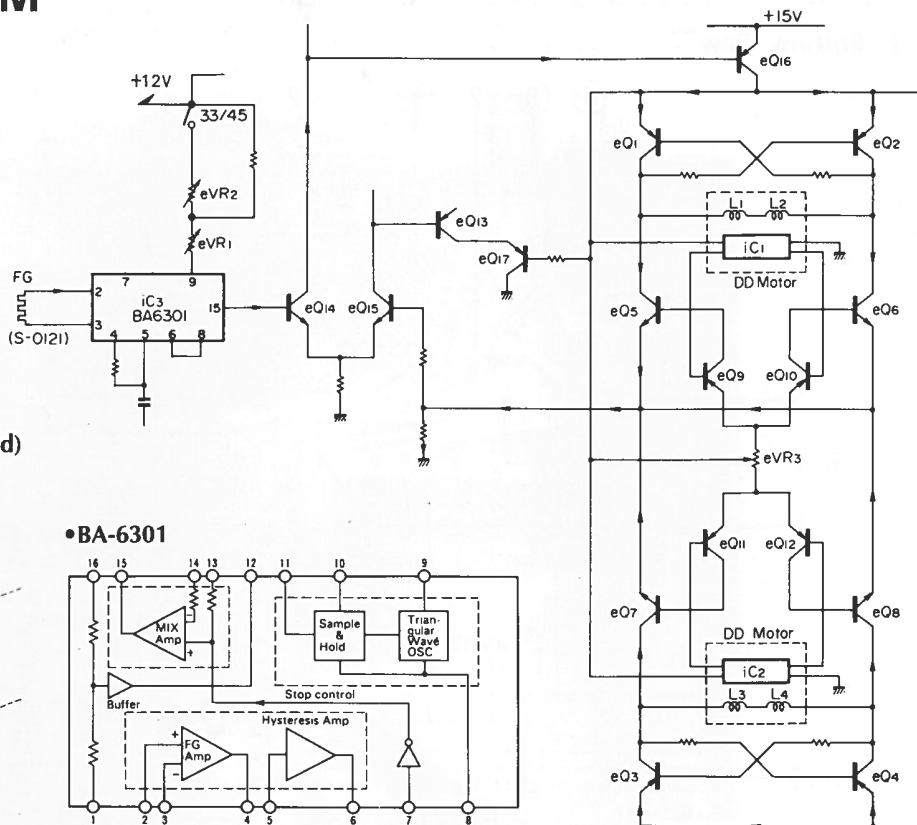 M
+15V
eQ16
+12V
33/45
eQ1
eQ2
eVR2
L1
L2
eQ13
iC1
eVR1
eQ17
DD Motor
FG
7
9
2
iC3
BA6301
15
eQ14
eQ15
eQ5
eQ6
3
(S-0121)
4
5
6
8
eQ9
eQ10
d)
eVR3
•BA-6301
eQ11
eQ12
16
15
14
13
12
11
10
9
eQ7
eQ8
MIX
Amp
-
+
Sample
&
Hold
Trian-
gular
Wave
OSC
DD Motor
iC2
Buffer
Stop control
L3
L4
Hysteresis Amp
+
FG
Amp
-
eQ3
eQ4
1
2
3
4
5
6
7
8